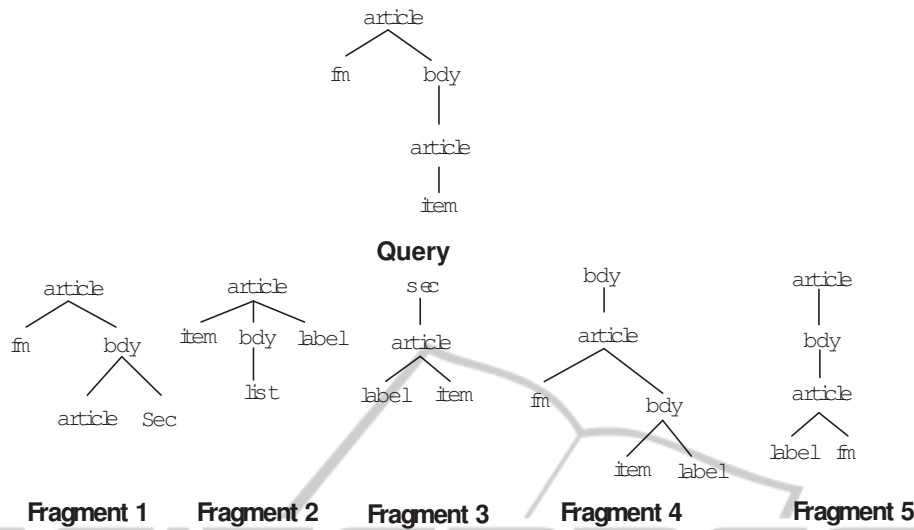 article
fm bdy
article
item
Query
article
fm bdy
article Sec
Fragment 1
article
item bdy label
list
Fragment 2
sec
article
label item
Fragment 3
bdy
article
fm bdy
item label
Fragment 4
article
bdy
article
label fm
Fragment 5